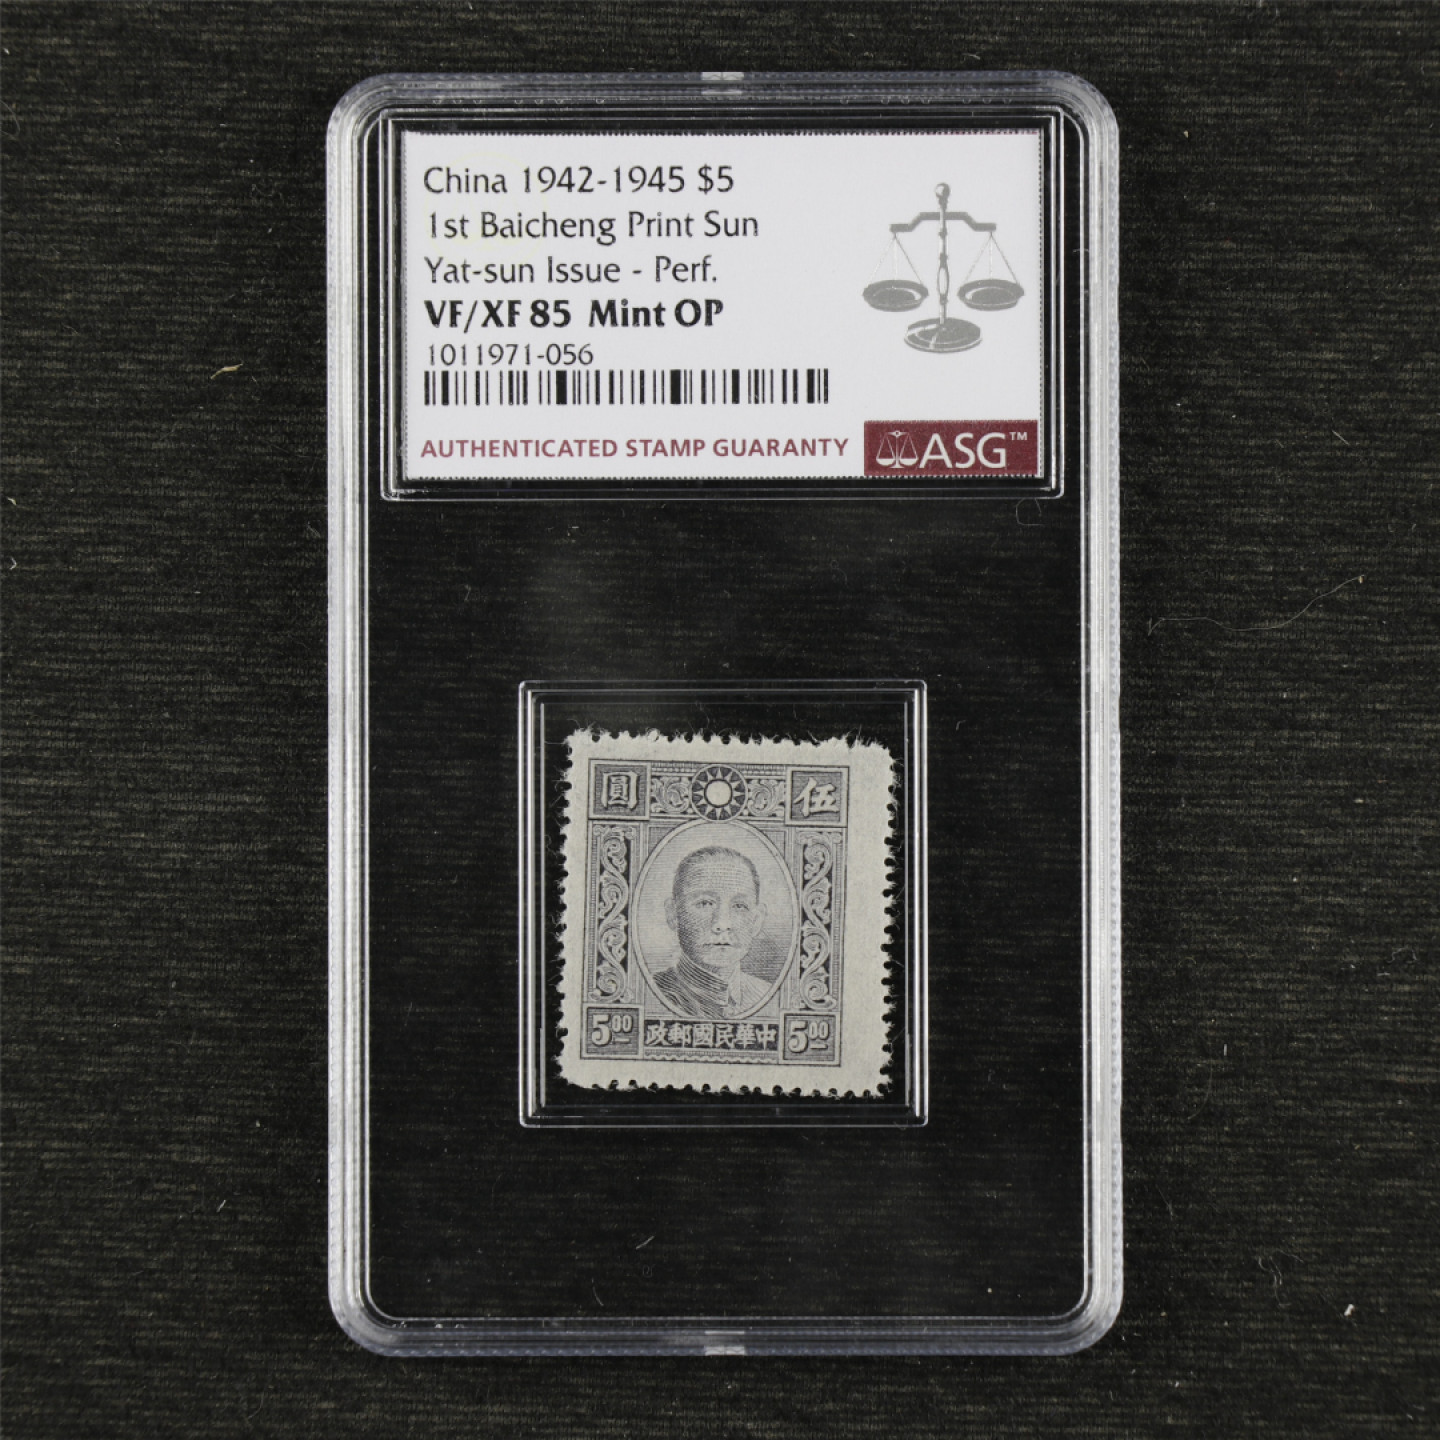 China 1942-1945 $5
1st Baicheng Print Sun
Yat-sun Issue - Perf.
VF/XF 85 Mint OP
1011971-056
AUTHENTICATED STAMP GUARANTY
ASG™
圓 伍
5.00 政郵國民華中 5.00